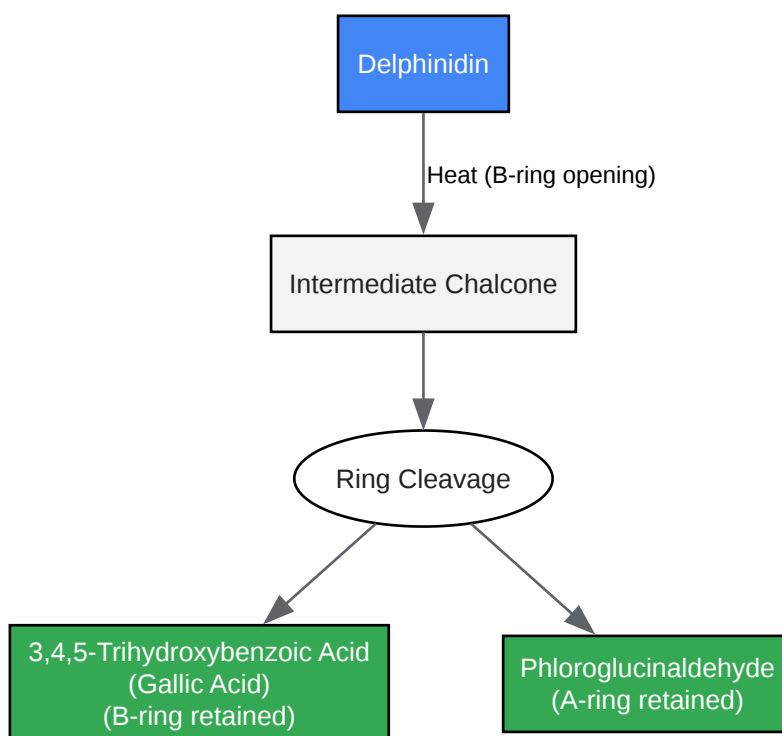 Delphinidin
Heat (B-ring opening)
Intermediate Chalcone
Ring Cleavage
3,4,5-Trihydroxybenzoic Acid
(Gallic Acid)
(B-ring retained)
Phloroglucinaldehyde
(A-ring retained)